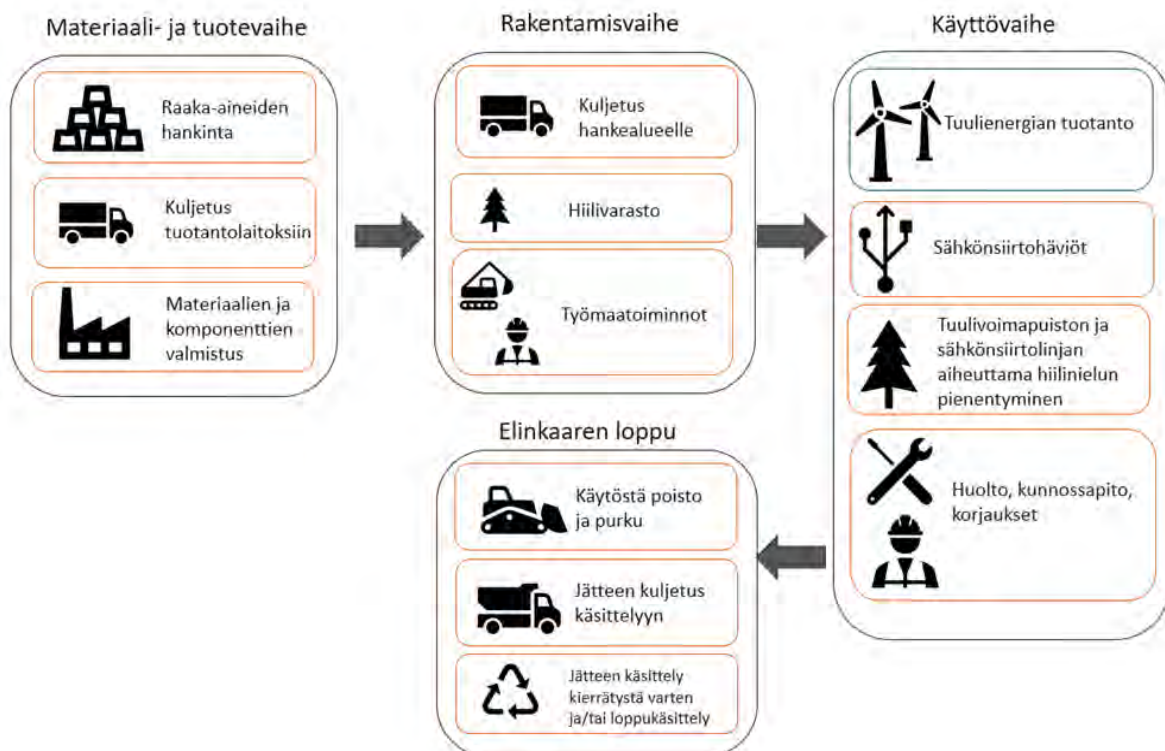 Materiaali- ja tuotevaihe
Raaka-aineiden
hankinta
Kuljetus
tuotantolaitoksiin
Materiaalien ja
komponenttien
valmistus
Rakentamisvaihe
Kuljetus
hankealueelle
Hiilivarasto
Työmaatoiminnot
Käyttövaihe
Tuulienergian tuotanto
Sähkönsiirtohäviöt
Tuulivoimapuiston ja
sähkönsiirtolinjan
aiheuttama hiilinielun
pienentyminen
Huolto, kunnossapito,
korjaukset
Elinkaaren loppu
Käytöstä poisto
ja purku
Jätteen kuljetus
käsittelyyn
Jätteen käsittely
kierrätystä varten
ja/tai loppukäsittely